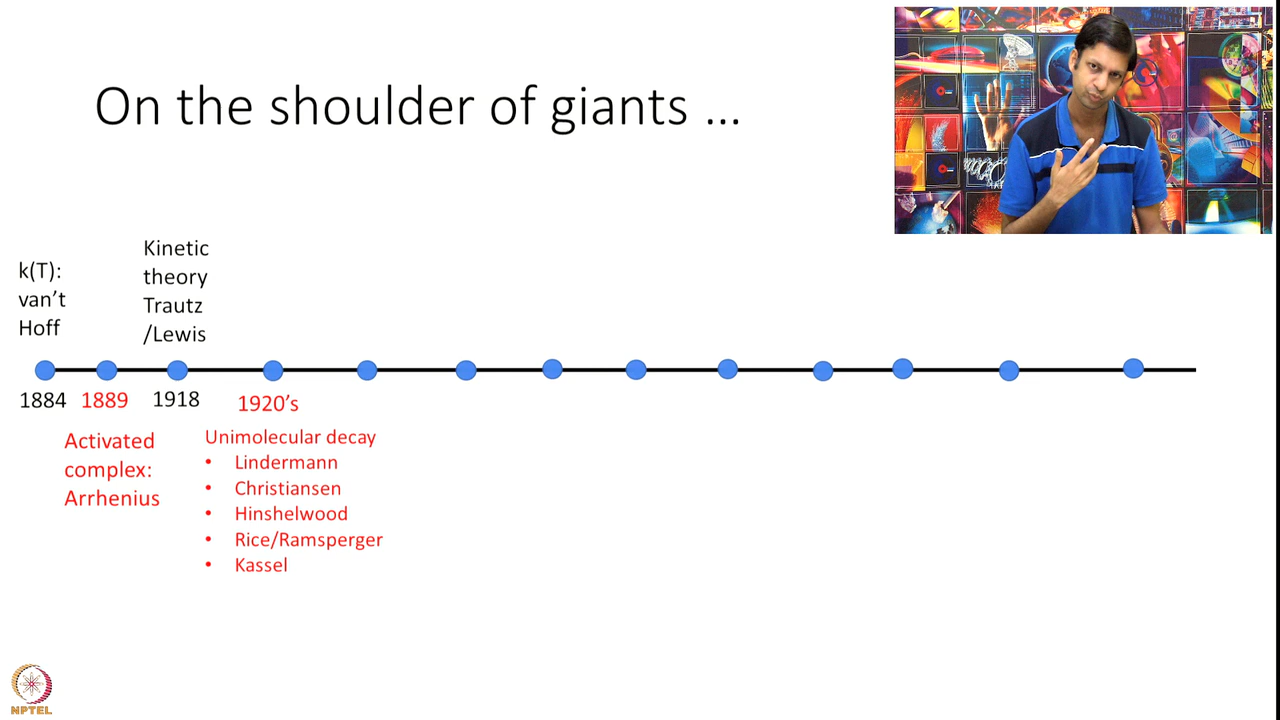 On the shoulder of giants ...
k(T):
van't
Hoff
Kinetic
theory
Trautz
/Lewis
1884
1889
1918
1920's
Activated
complex:
Arrhenius
Unimolecular decay
• Lindermann
• Christiansen
• Hinshelwood
• Rice/Ramsperger
• Kassel
NPTEL